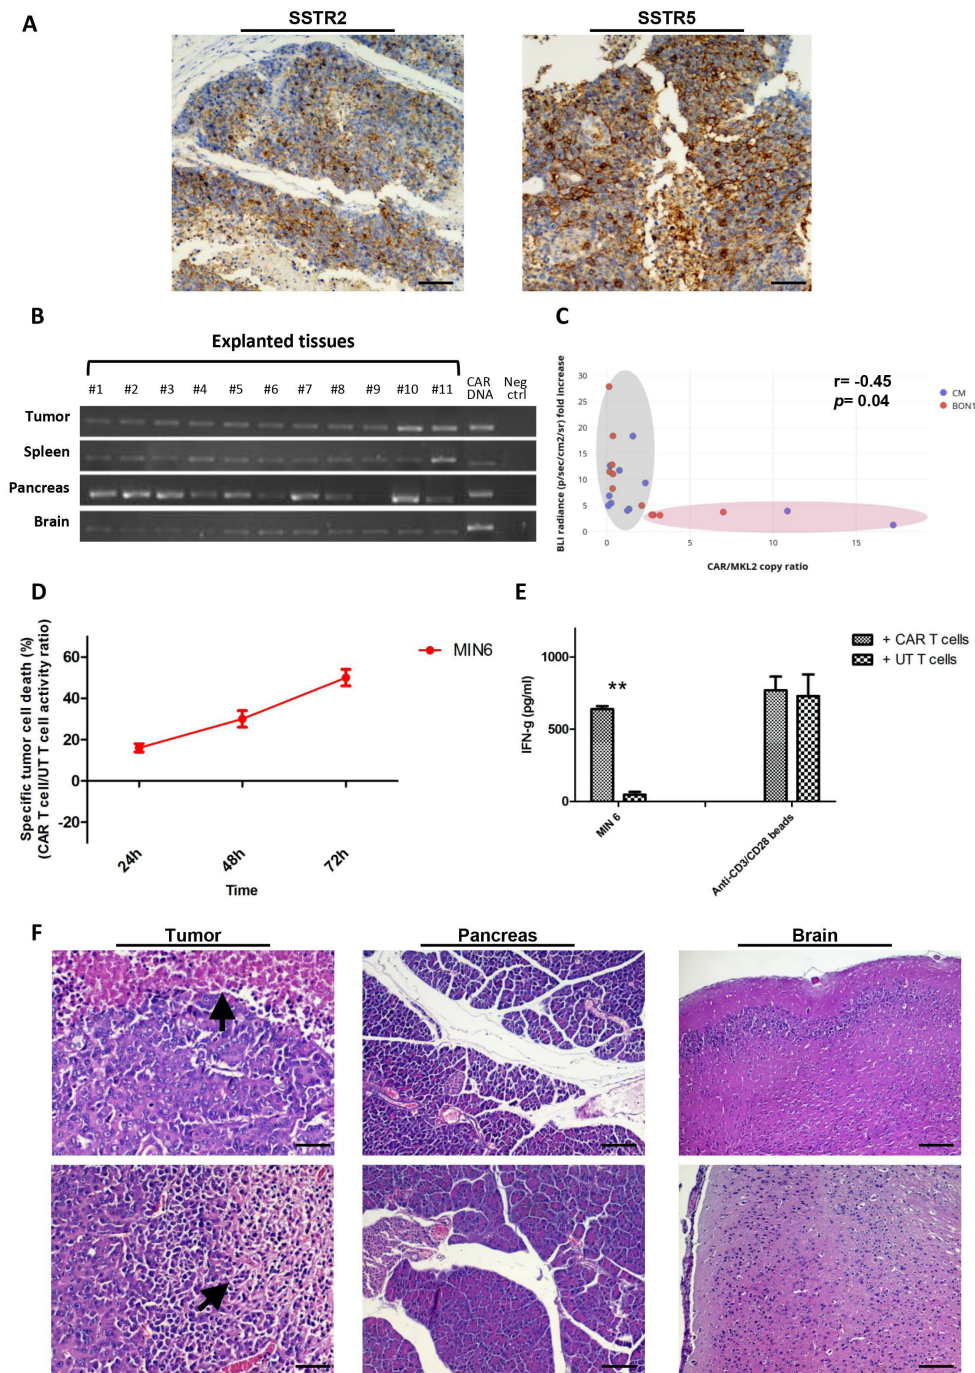 A
SSTR2
SSTR5
B
Explanted tissues
#1 #2 #3 #4 #5 #6 #7 #8 #9 #10 #11 CAR DNA Neg ctrl
Tumor
Spleen
Pancreas
Brain
C
BLI radiance (p/sec/cm2/sr) fold increase
30
25
20
15
10
5
0
0 5 10 15
CAR/MKL2 copy ratio
r= -0.45
p= 0.04
CM
BON1
D
Specific tumor cell death (%)
(CAR T cell/UT T cell activity ratio)
60
40
20
0
-20
24h 48h 72h
Time
MIN6
E
IFN-g (pg/ml)
1000
500
0
**
MIN 6
Anti-CD3/CD28 beads
+ CAR T cells
+ UT T cells
F
Tumor
Pancreas
Brain